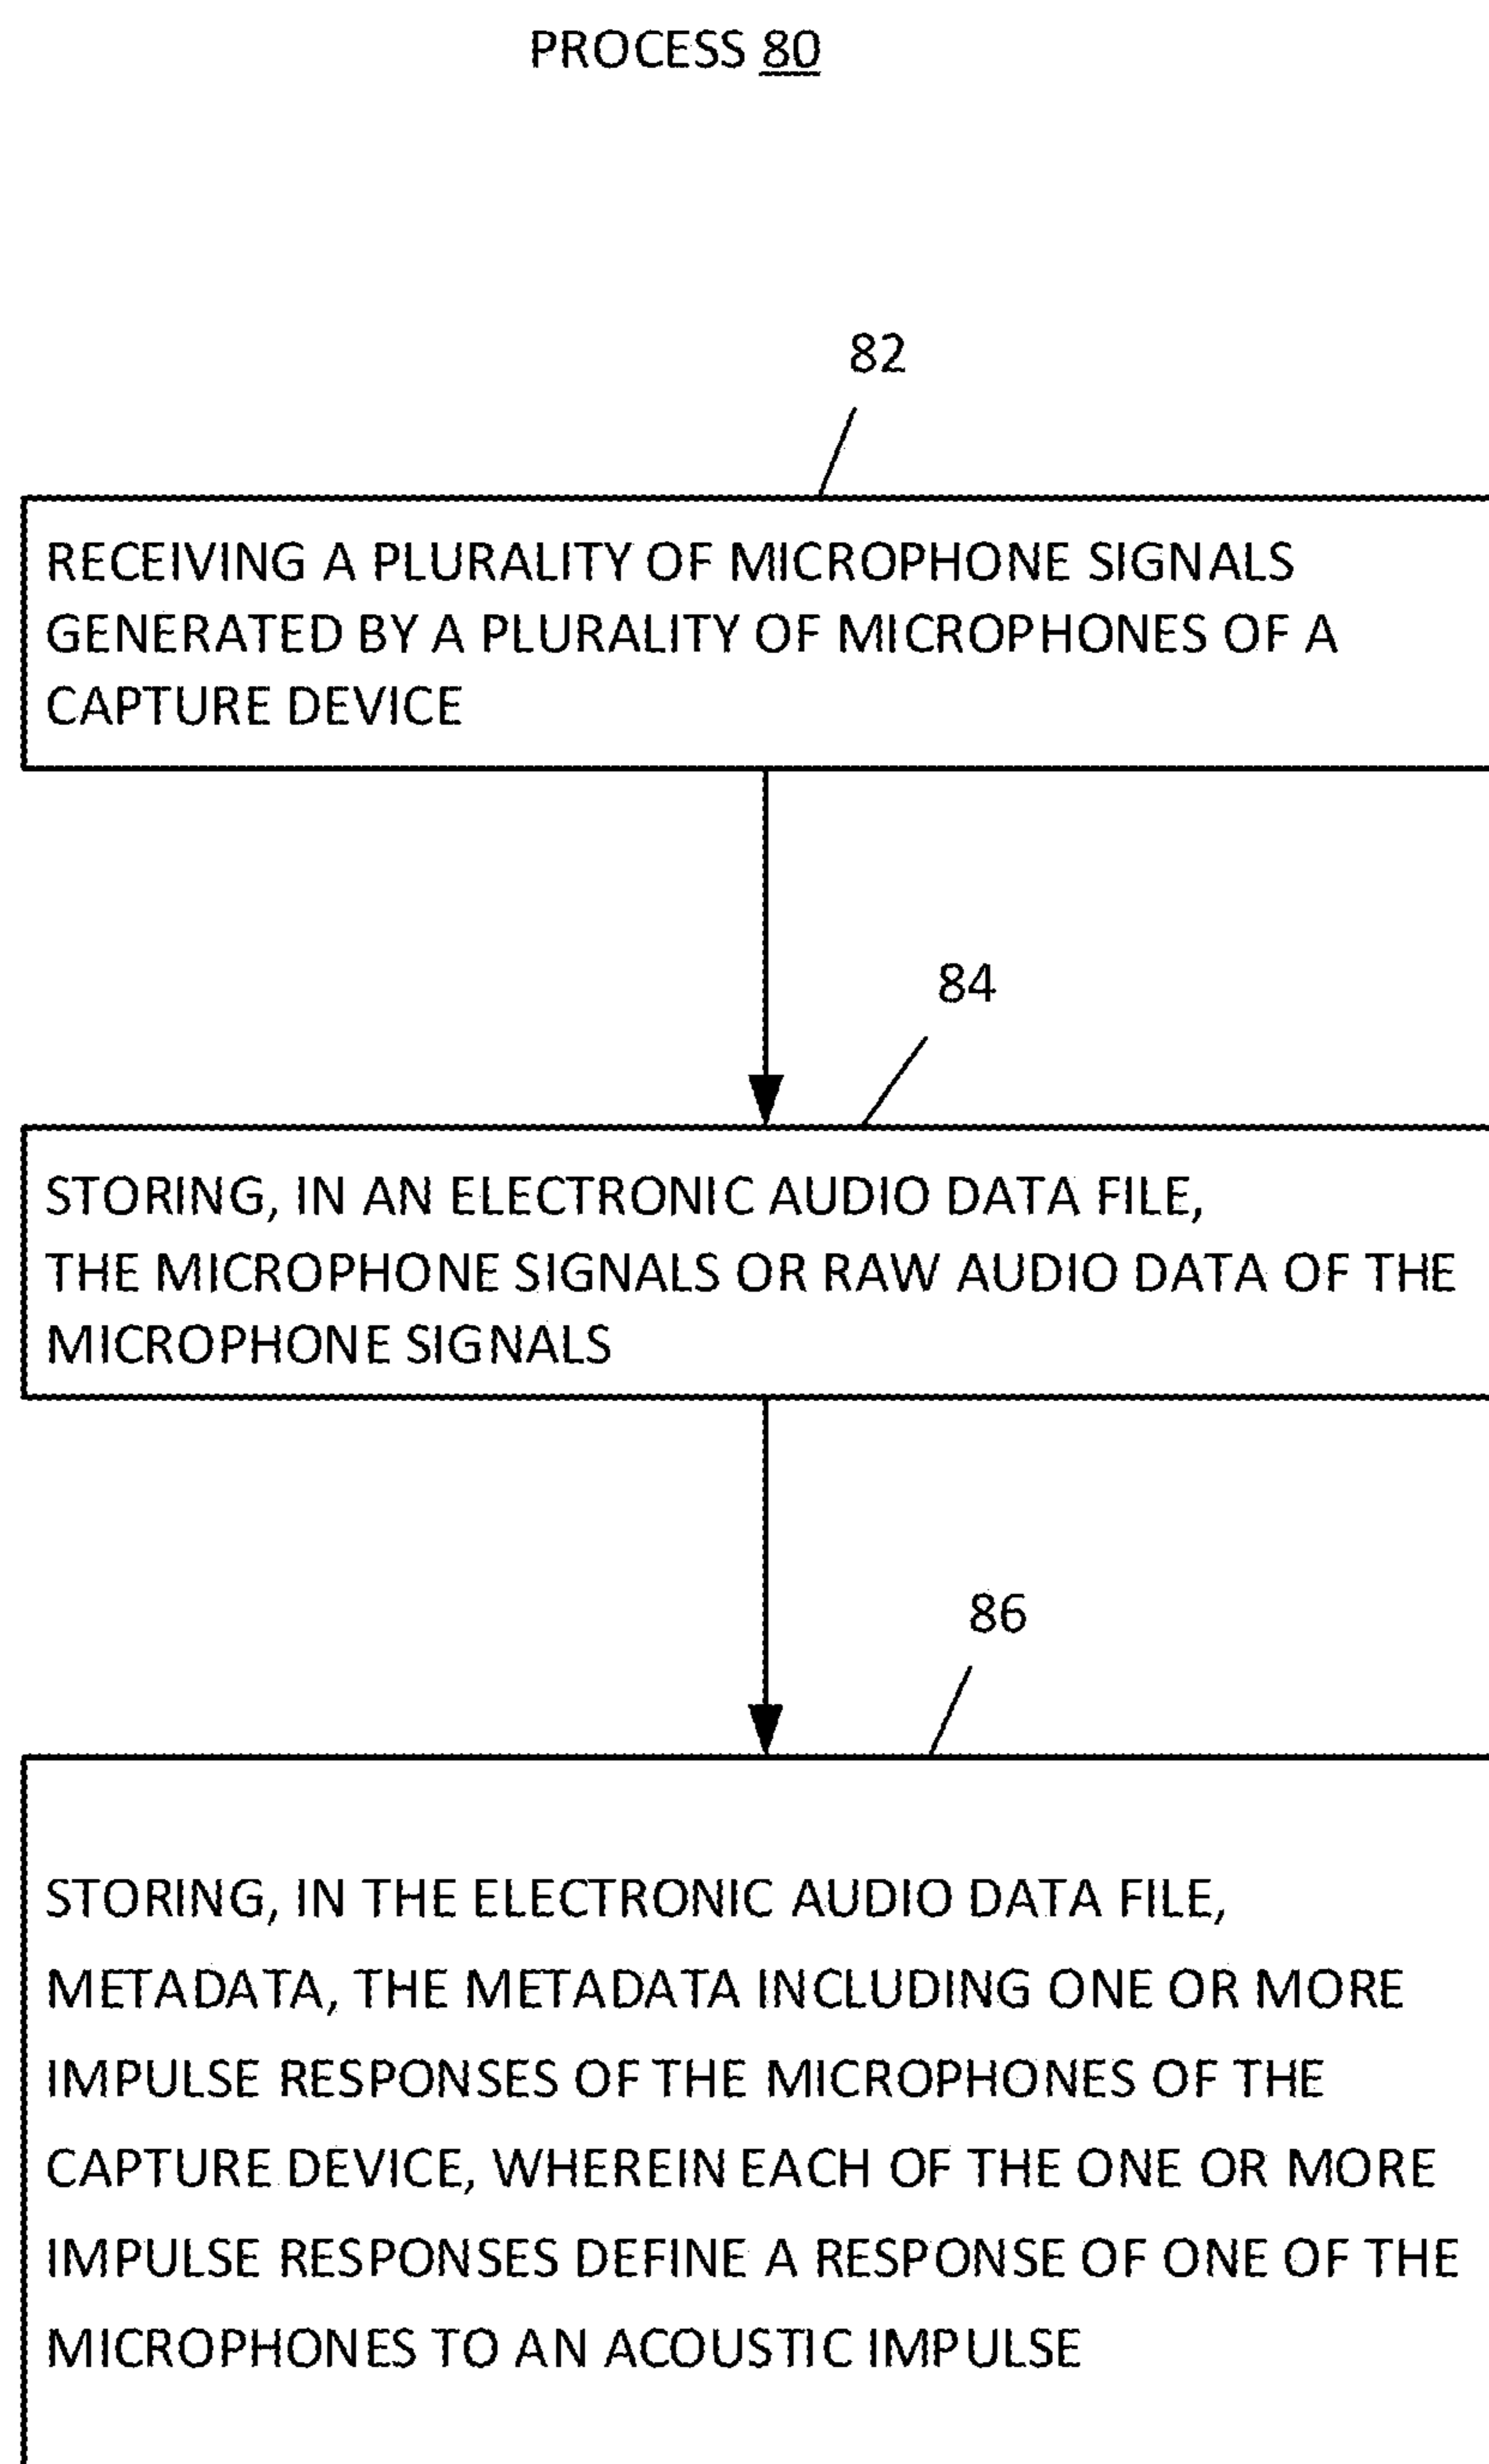 PROCESS 80
82
RECEIVING A PLURALITY OF MICROPHONE SIGNALS
GENERATED BY A PLURALITY OF MICROPHONES OF A
CAPTURE DEVICE
84
STORING, IN AN ELECTRONIC AUDIO DATA FILE,
THE MICROPHONE SIGNALS OR RAW AUDIO DATA OF THE
MICROPHONE SIGNALS
86
STORING, IN THE ELECTRONIC AUDIO DATA FILE,
METADATA, THE METADATA INCLUDING ONE OR MORE
IMPULSE RESPONSES OF THE MICROPHONES OF THE
CAPTURE DEVICE, WHEREIN EACH OF THE ONE OR MORE
IMPULSE RESPONSES DEFINE A RESPONSE OF ONE OF THE
MICROPHONES TO AN ACOUSTIC IMPULSE